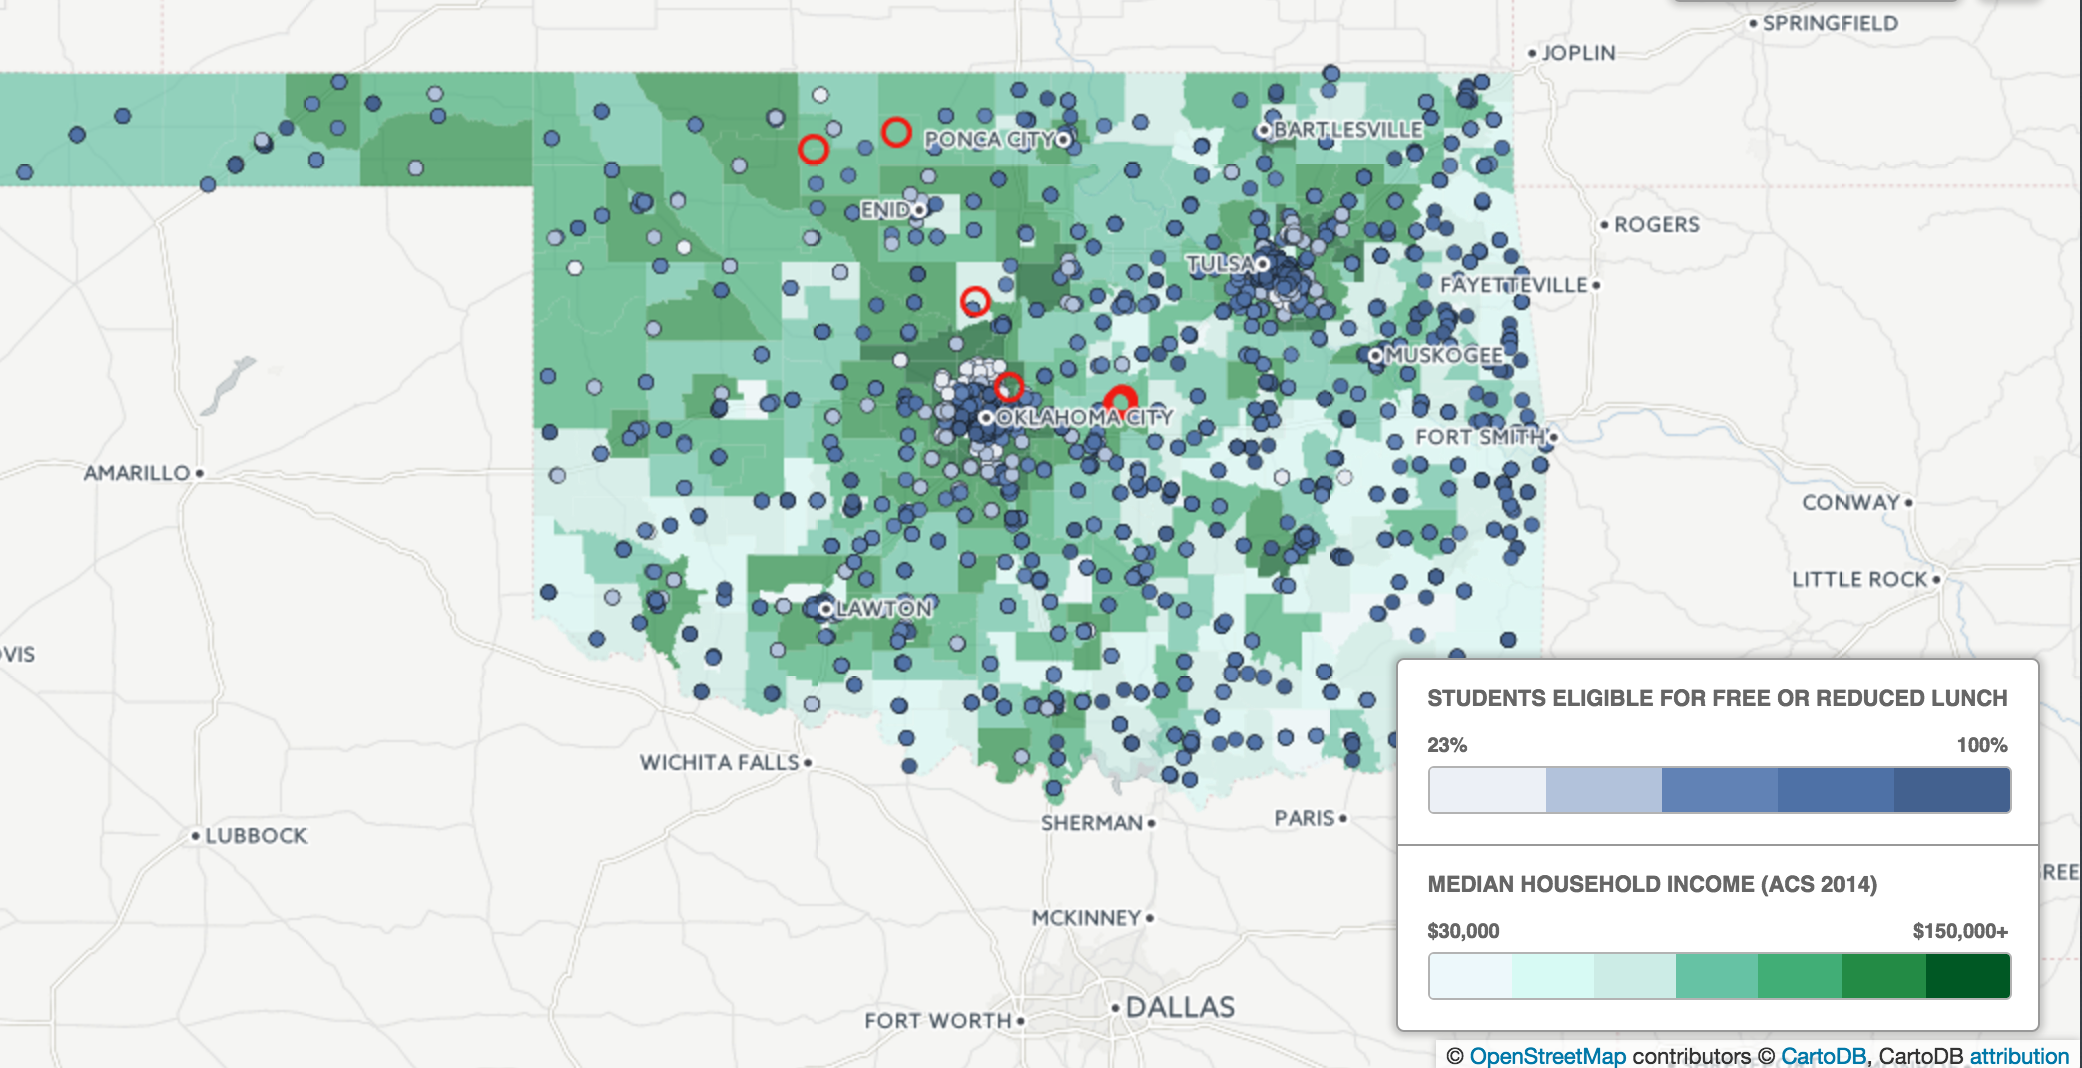 SPRINGFIELD
JOPLIN
BARTLESVILLE
PONCA CITY
ENID
ROGERS
TULSA
FAYETTEVILLE
MUSKOGEE
OKLAHOMA CITY
FORT SMITH
AMARILLO
CONWAY
LITTLE ROCK
LAWTON
VIS
STUDENTS ELIGIBLE FOR FREE OR REDUCED LUNCH
23% 100%
WICHITA FALLS
SHERMAN
PARIS
LUBBOCK
REE
MEDIAN HOUSEHOLD INCOME (ACS 2014)
MCKINNEY
$30,000 $150,000+
DALLAS
FORT WORTH
© OpenStreetMap contributors © CartoDB, CartoDB attribution